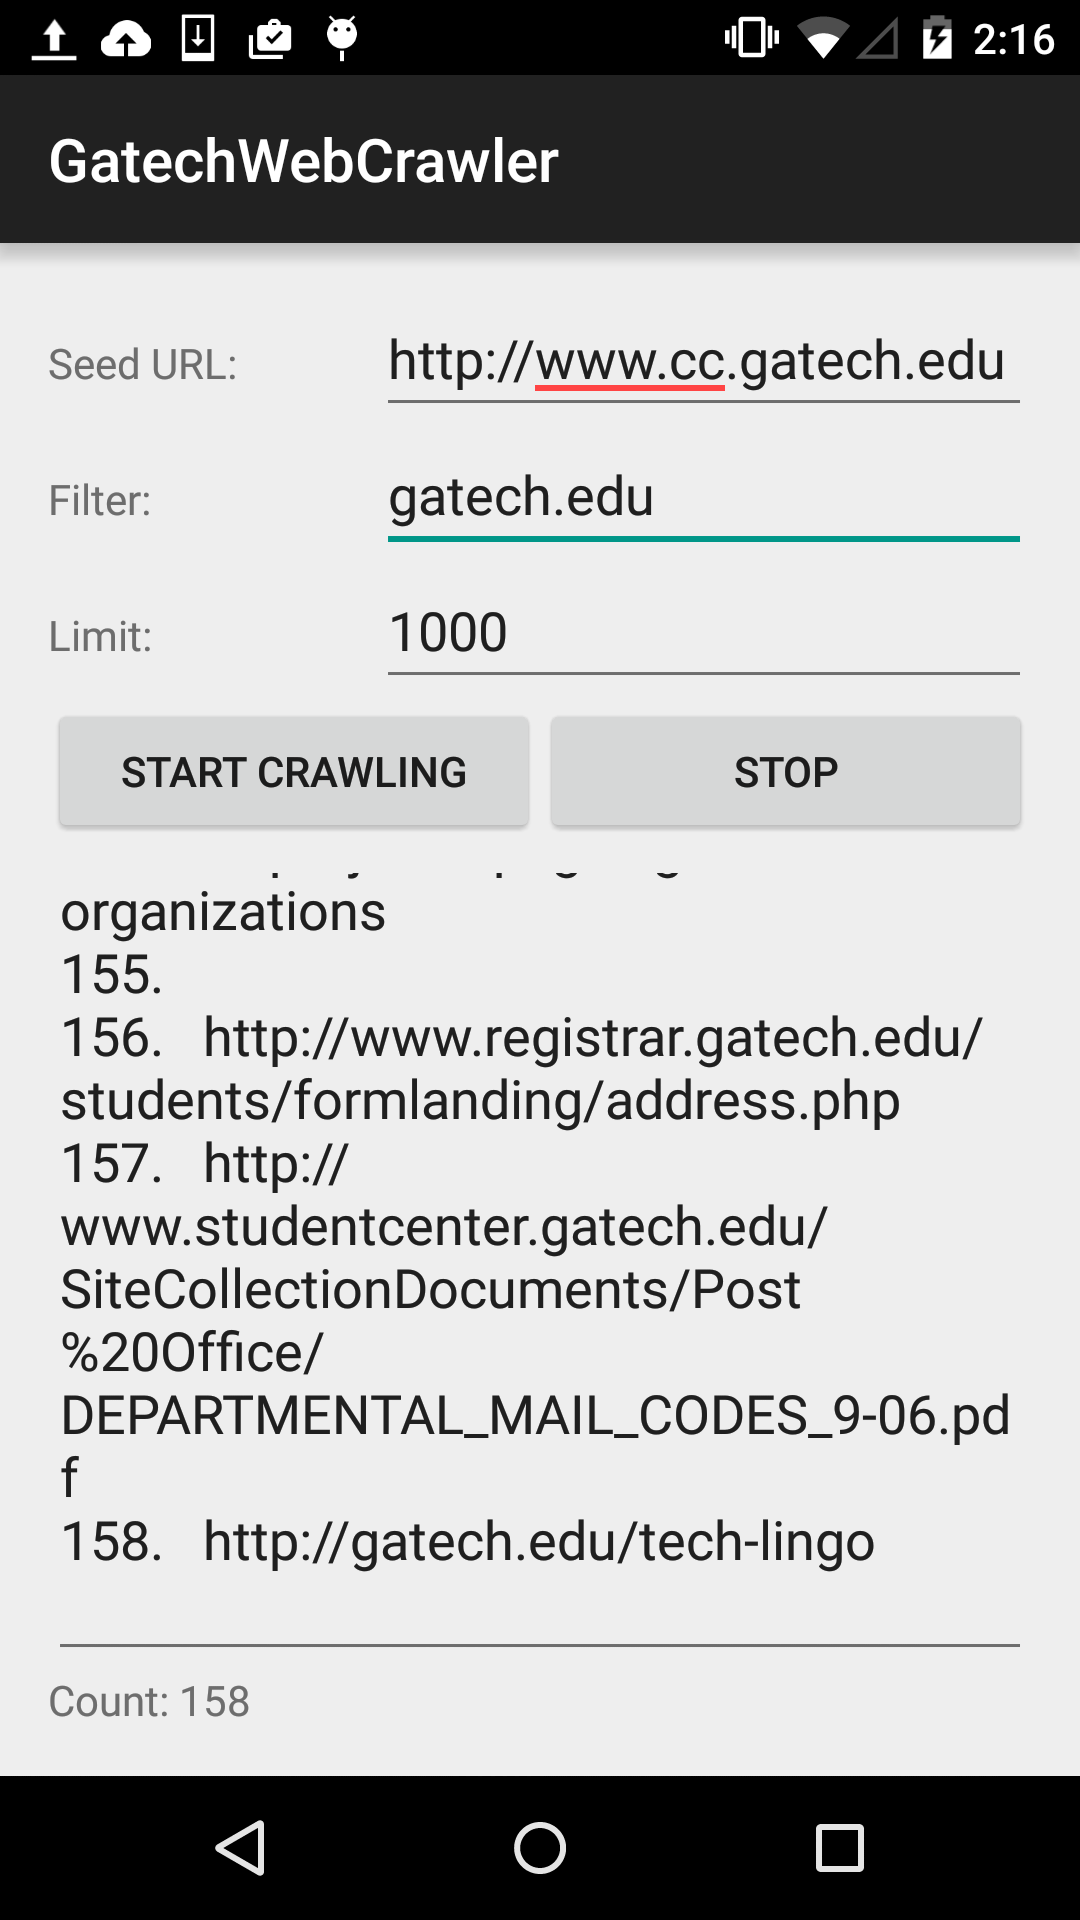 2:16
GatechWebCrawler
Seed URL: http://www.cc.gatech.edu
Filter: gatech.edu
Limit: 1000
START CRAWLING STOP
organizations
155.
156. http://www.registrar.gatech.edu/
students/formlanding/address.php
157. http://
www.studentcenter.gatech.edu/
SiteCollectionDocuments/Post
%20Office/
DEPARTMENTAL_MAIL_CODES_9-06.pd
f
158. http://gatech.edu/tech-lingo
Count: 158